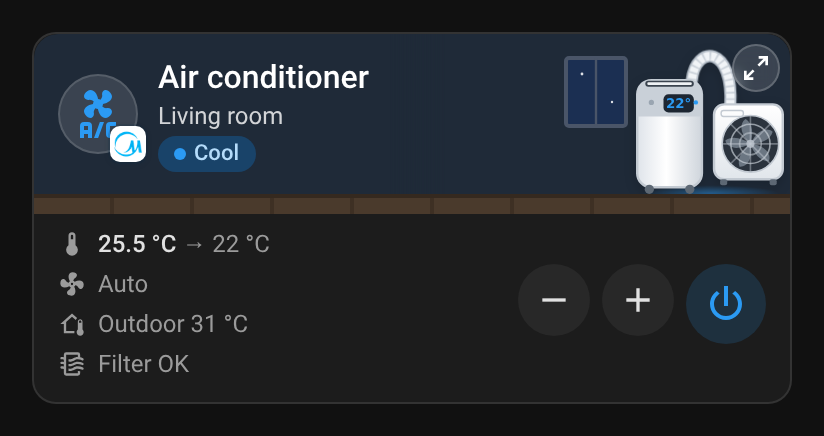 Air conditioner
Living room
A/C
Cool
22°
25.5 °C → 22 °C
Auto
Outdoor 31 °C
Filter OK